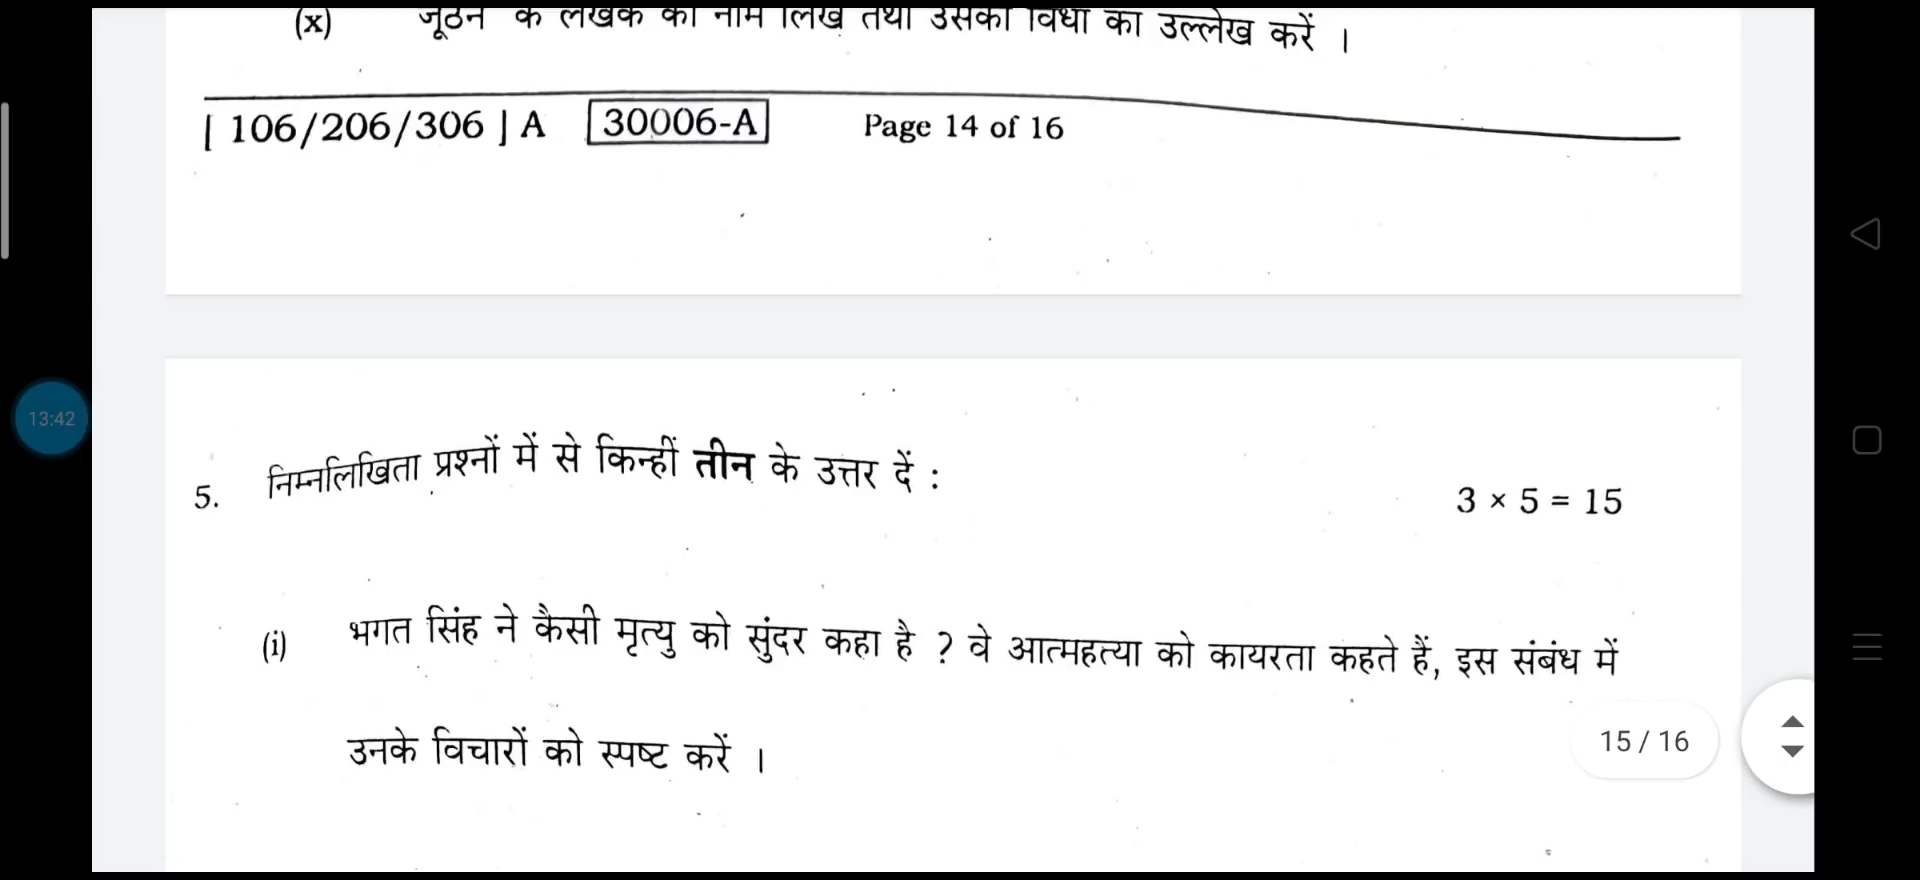 (x) जूठन के लेखक का नाम लिखें तथा उसकी विधा का उल्लेख करें ।
[ 106/206/306 ] A 30006-A Page 14 of 16
13:42
5. निम्नलिखिता प्रश्नों में से किन्हीं तीन के उत्तर दें : 3 × 5 = 15
(i) भगत सिंह ने कैसी मृत्यु को सुंदर कहा है ? वे आत्महत्या को कायरता कहते हैं, इस संबंध में
उनके विचारों को स्पष्ट करें ।
15 / 16